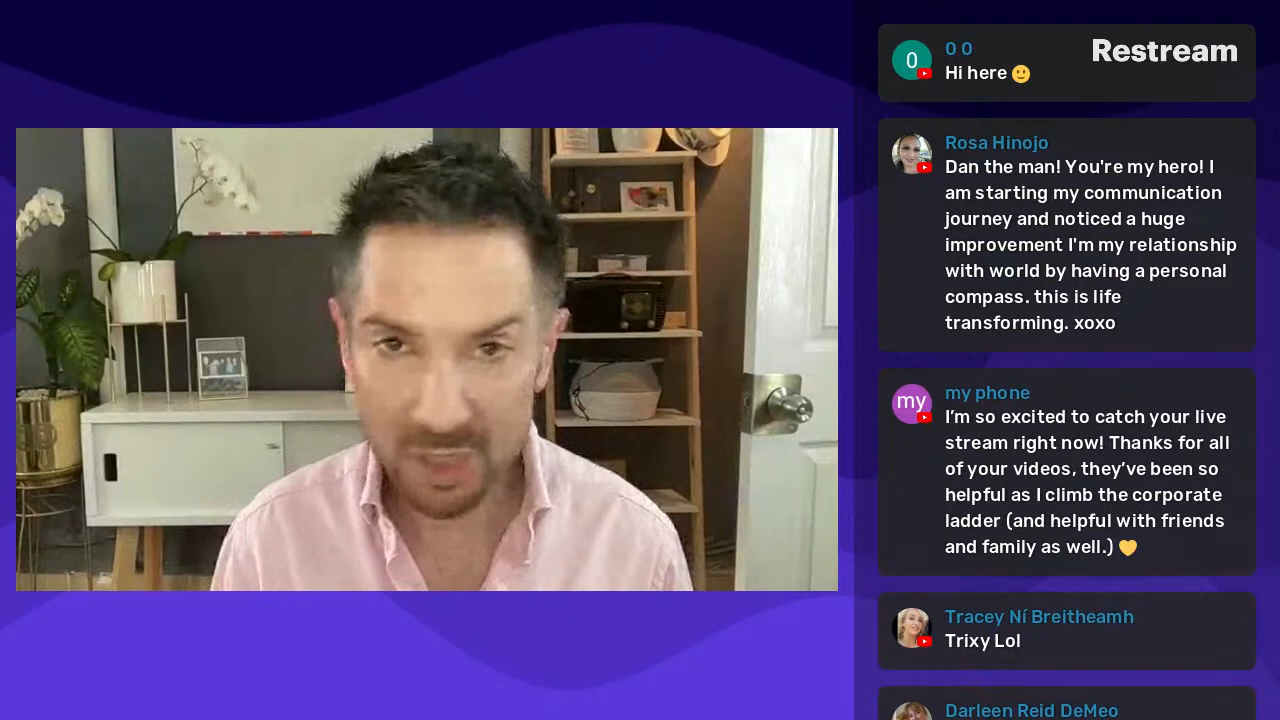 0 0
Restream
Hi here 🙂
Rosa Hinojo
Dan the man! You're my hero! I
am starting my communication
journey and noticed a huge
improvement I'm my relationship
with world by having a personal
compass. this is life
transforming. xoxo
my
my phone
I’m so excited to catch your live
stream right now! Thanks for all
of your videos, they’ve been so
helpful as I climb the corporate
ladder (and helpful with friends
and family as well.) 💛
Tracey Ní Breitheamh
Trixy Lol
Darleen Reid DeMeo